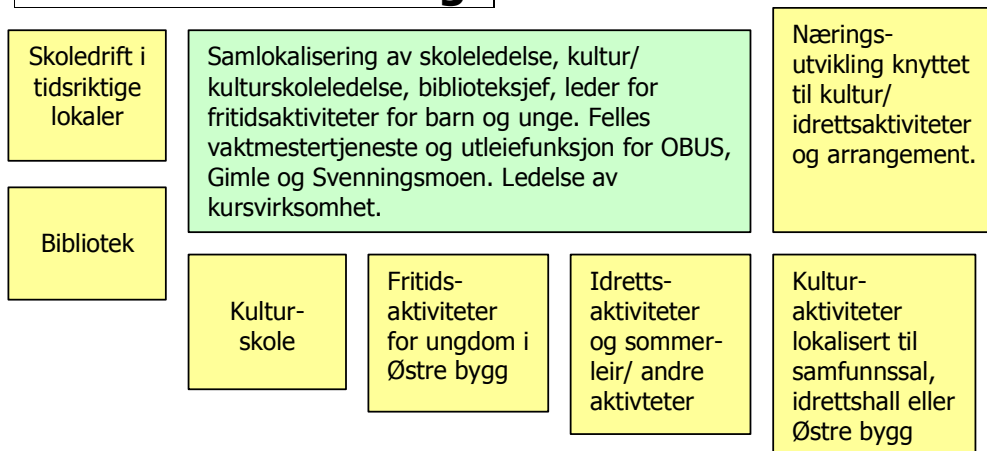 Skoledrift i
tidsriktige
lokaler
Samlokalisering av skoleledelse, kultur/
kulturskoleledelse, biblioteksjef, leder for
fritidsaktiviteter for barn og unge. Felles
vaktmestertjeneste og utleiefunksjon for OBUS,
Gimle og Svenningsmoen. Ledelse av
kursvirksomhet.
Nærings-
utvikling knyttet
til kultur/
idrettsaktiviteter
og arrangement.
Bibliotek
Kultur-
skole
Fritids-
aktiviteter
for ungdom i
Østre bygg
Idretts-
aktiviteter
og sommer-
leir/ andre
aktivteter
Kultur-
aktiviteter
lokalisert til
samfunnssal,
idrettshall eller
Østre bygg